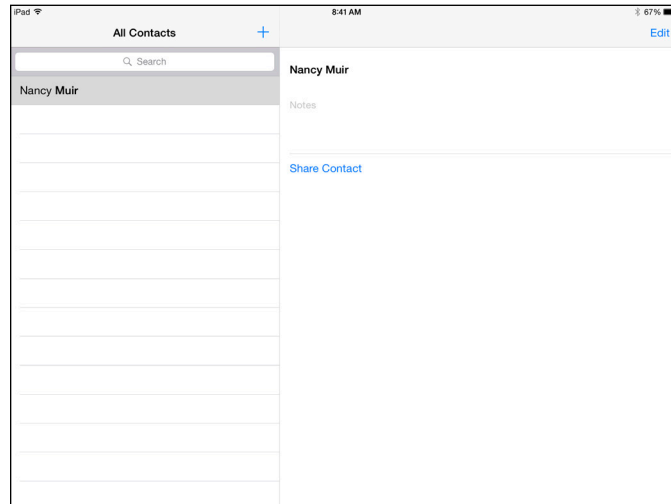 iPad 8:41 AM 67%
All Contacts + Edit
Search
Nancy Muir
Nancy Muir
Notes
Share Contact